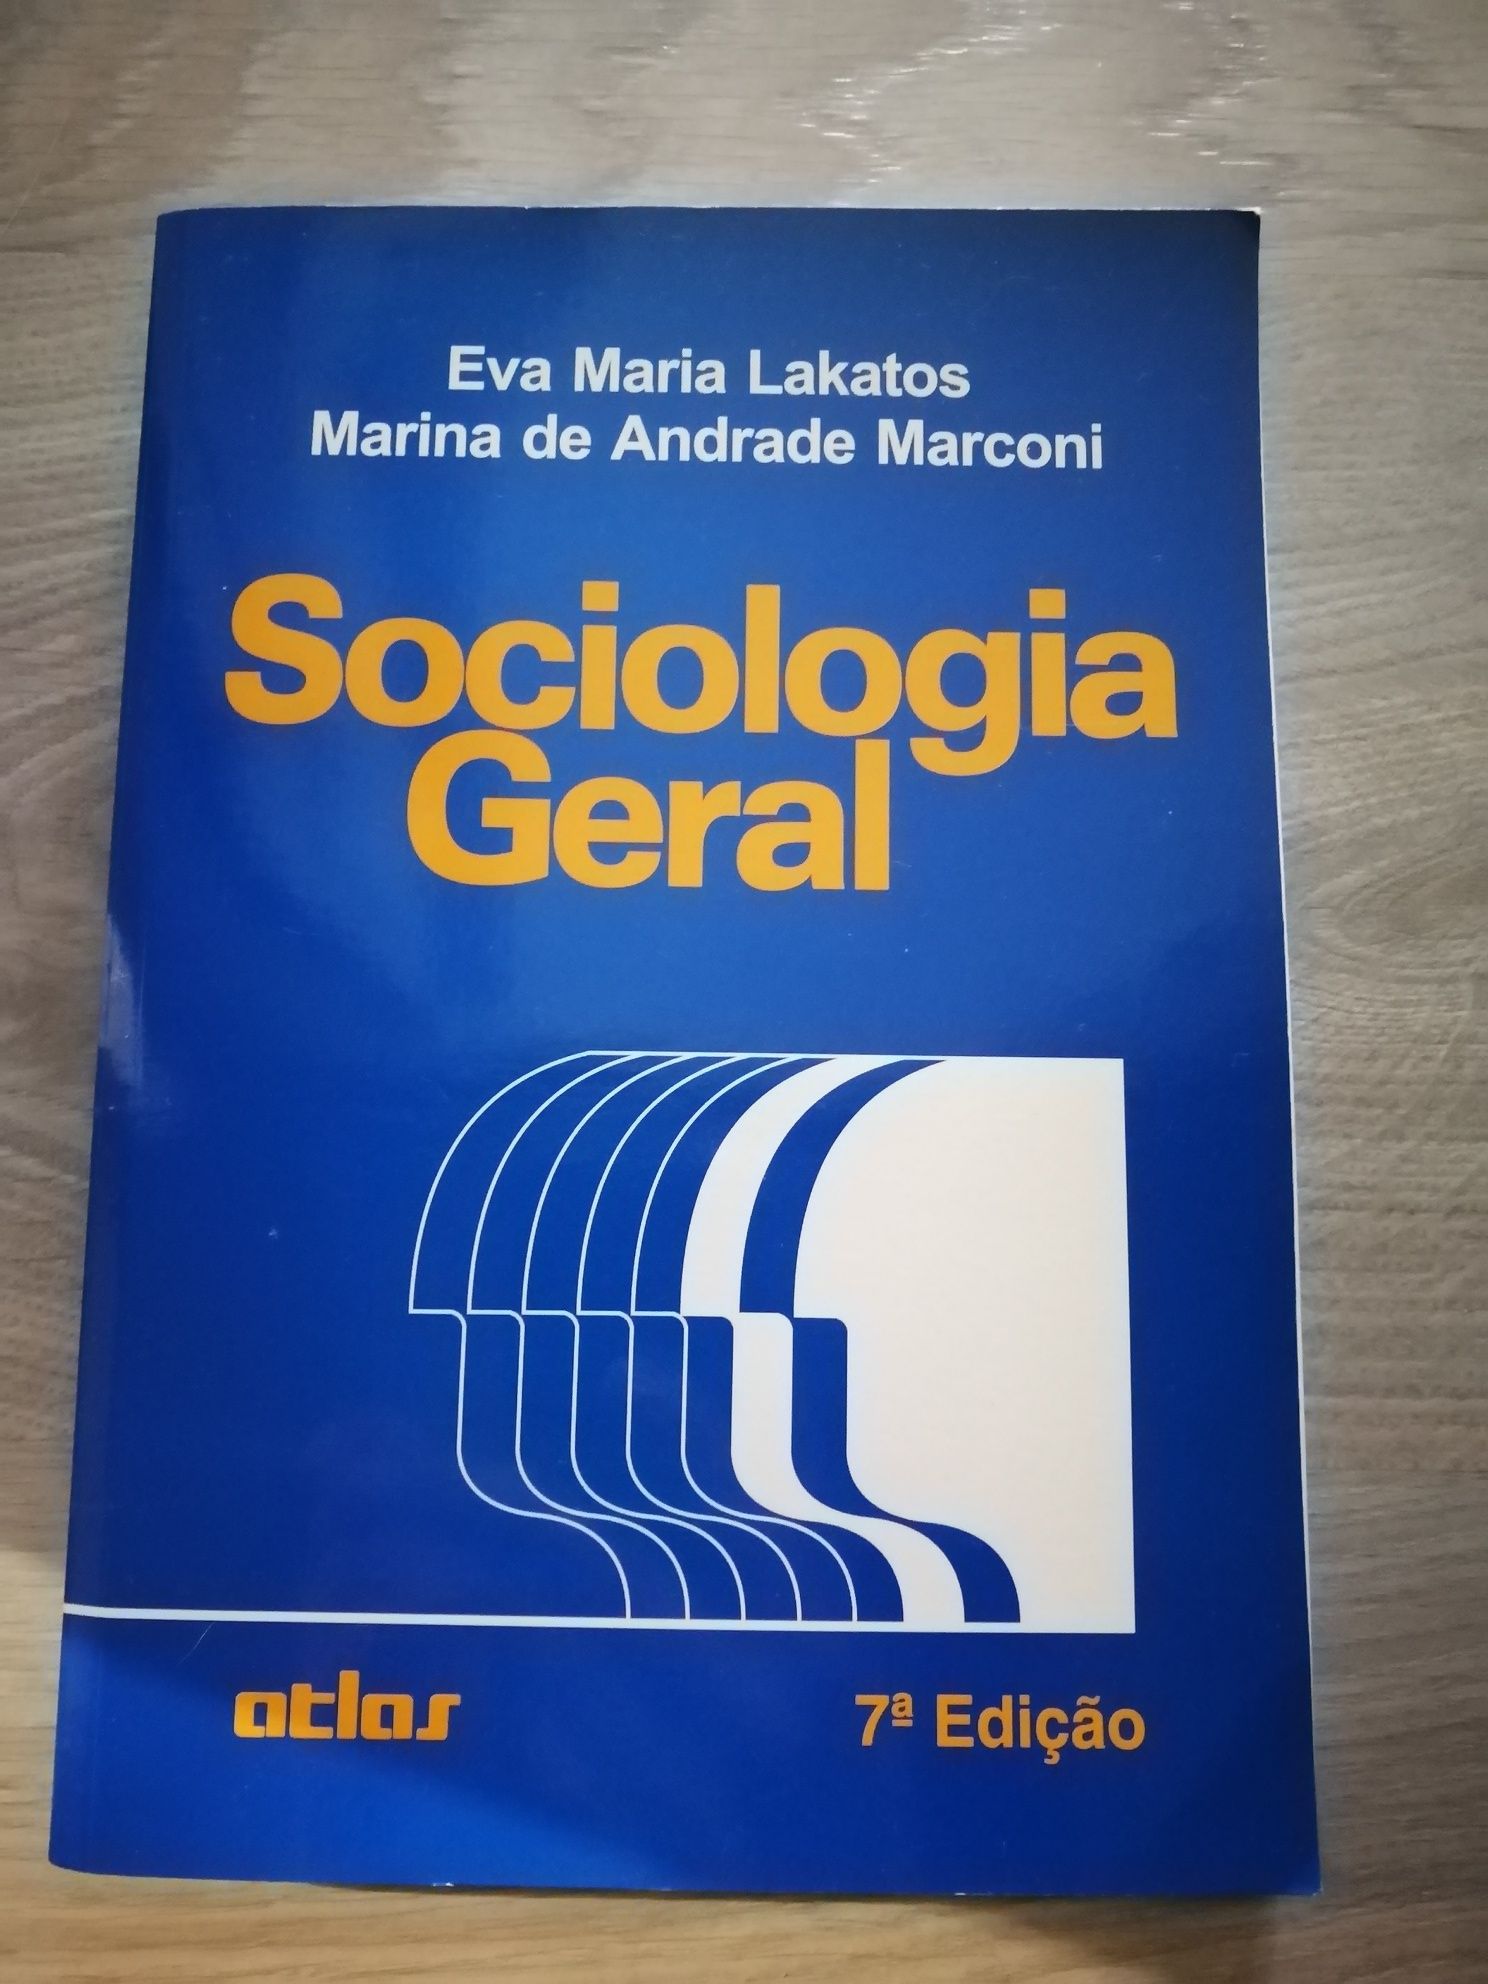 Eva Maria Lakatos
Marina de Andrade Marconi
Sociologia
Geral
atlas
7ª Edição